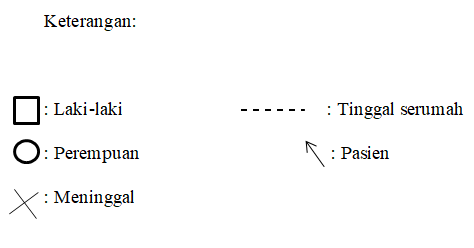 Keterangan:
: Laki-laki
: Tinggal serumah
: Perempuan
: Pasien
: Meninggal